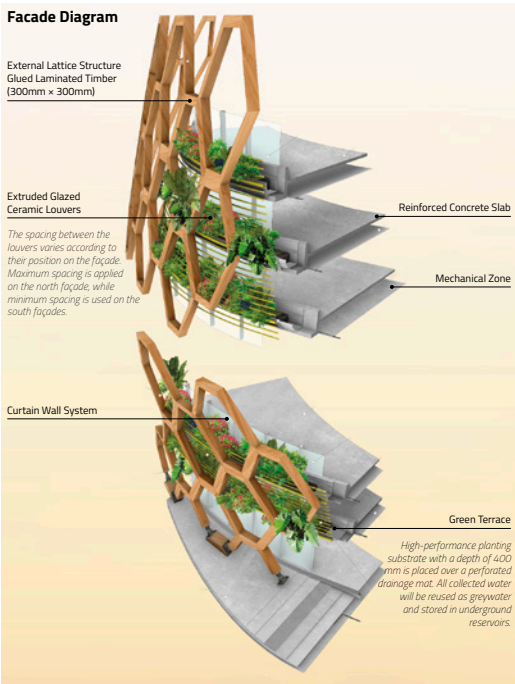 Facade Diagram
External Lattice Structure
Glued Laminated Timber
(300mm × 300mm)
Extruded Glazed
Ceramic Louvers
The spacing between the
louvers varies according to
their position on the façade.
Maximum spacing is applied
on the north façade, while
minimum spacing is used on the
south façades.
Reinforced Concrete Slab
Mechanical Zone
Curtain Wall System
Green Terrace
High-performance planting
substrate with a depth of 400
mm is placed over a perforated
drainage mat. All collected water
will be reused as greywater
and stored in underground
reservoirs.